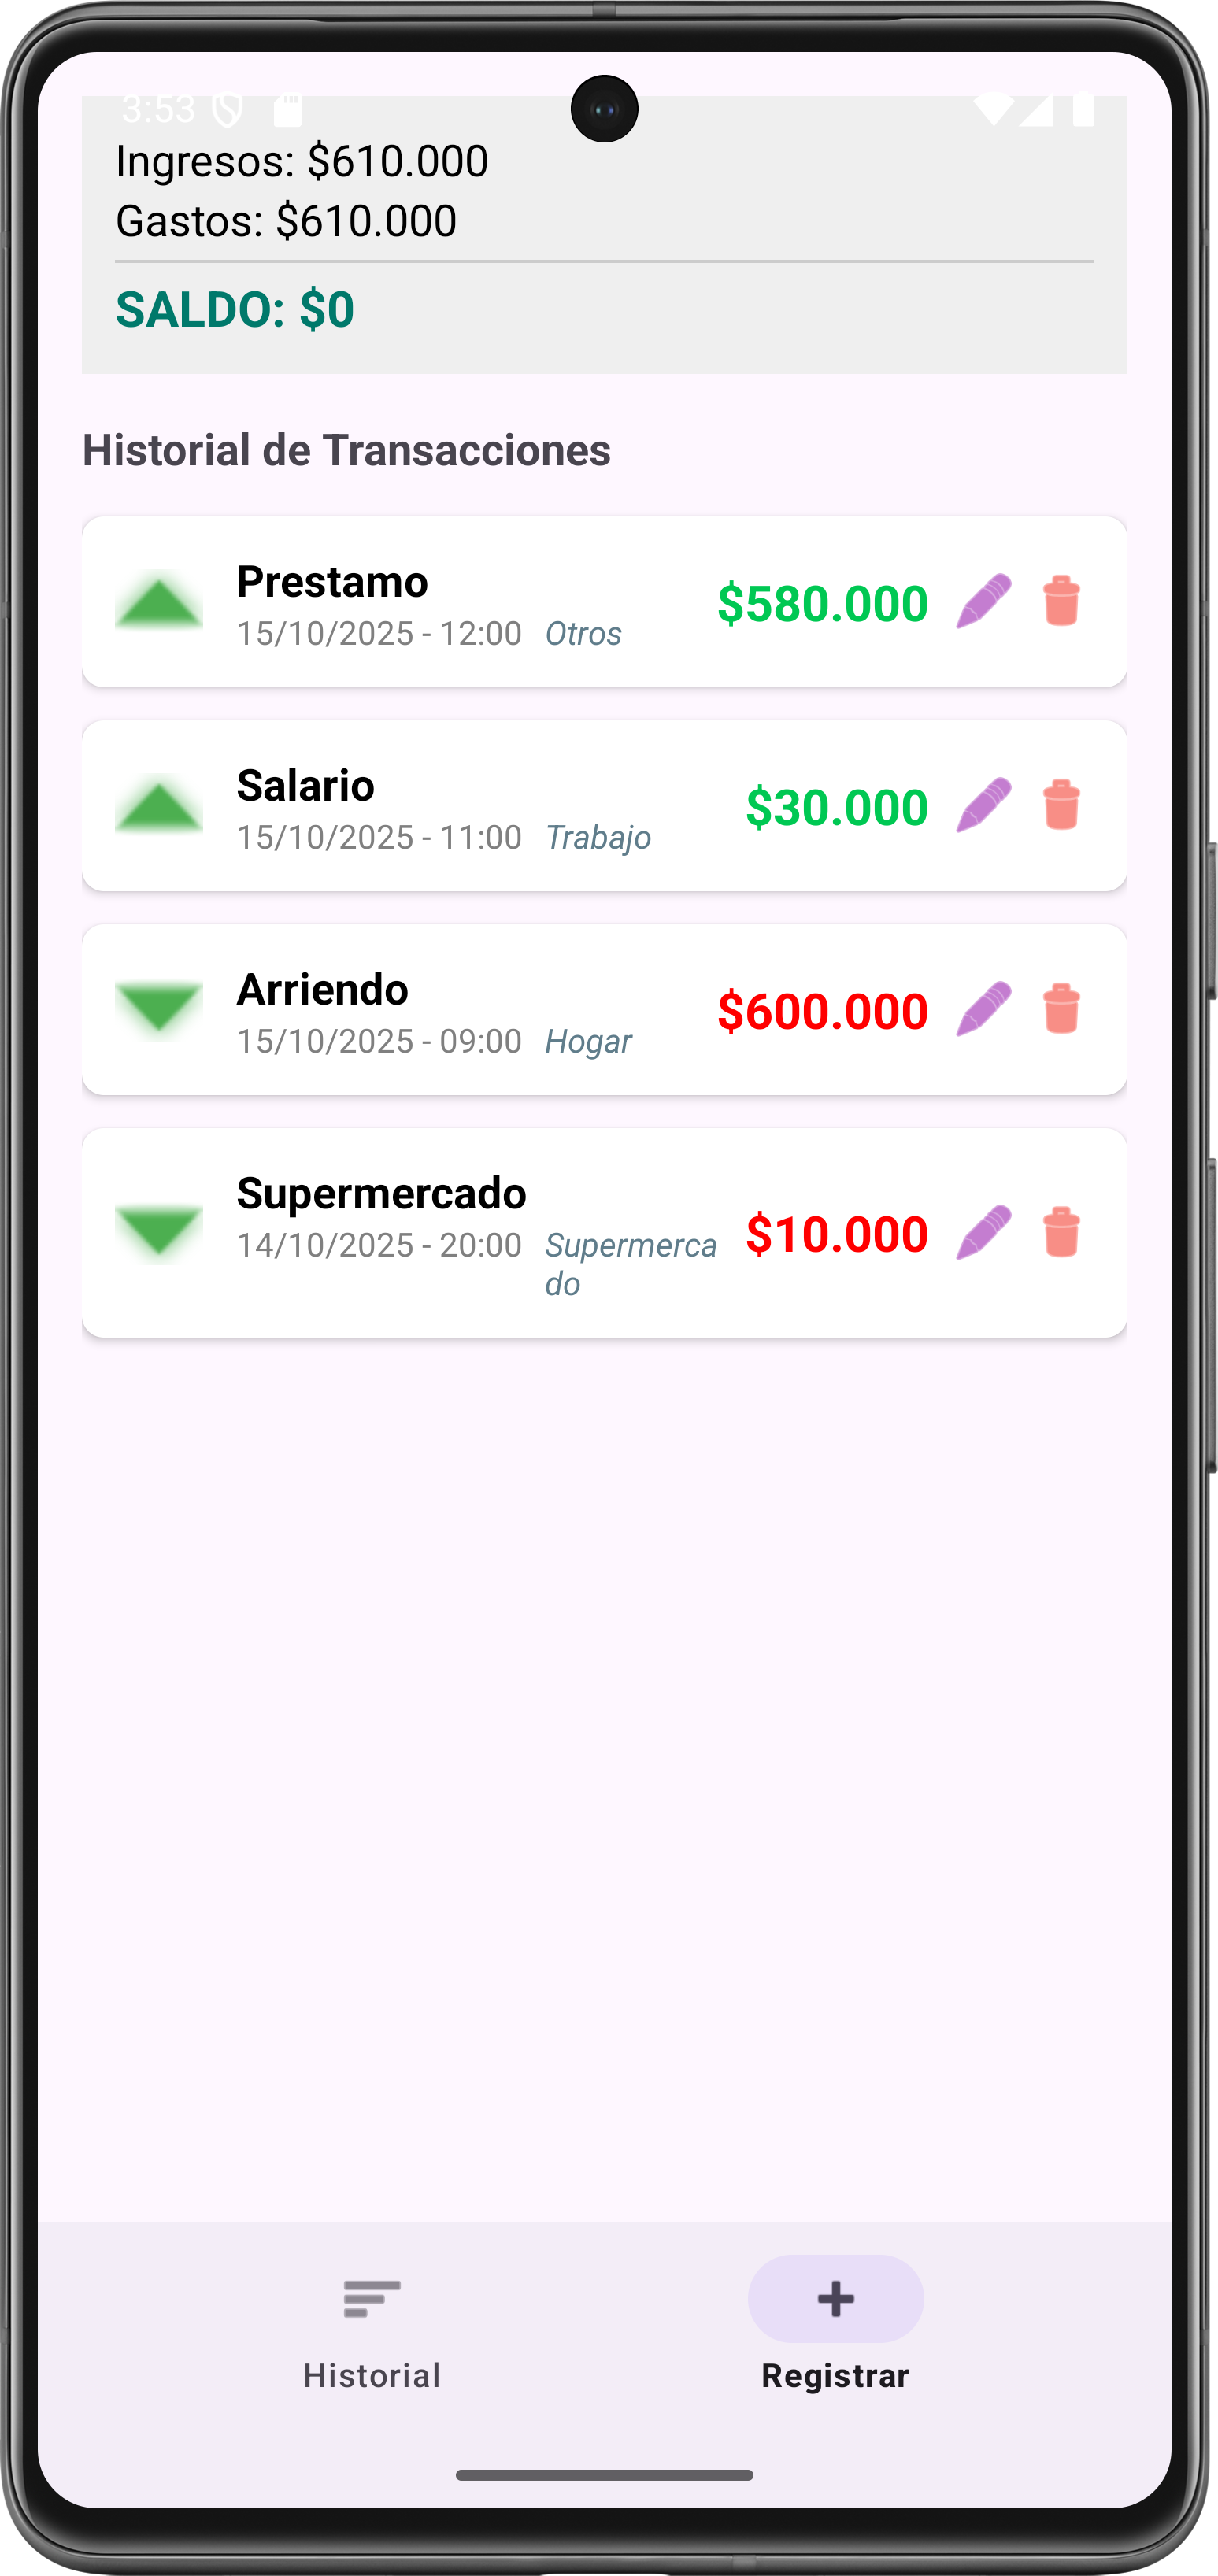 3:53
Ingresos: $610.000
Gastos: $610.000
SALDO: $0
Historial de Transacciones
Prestamo
15/10/2025 - 12:00 Otros
$580.000
Salario
15/10/2025 - 11:00 Trabajo
$30.000
Arriendo
15/10/2025 - 09:00 Hogar
$600.000
Supermercado
14/10/2025 - 20:00 Supermerca
do
$10.000
Historial
Registrar